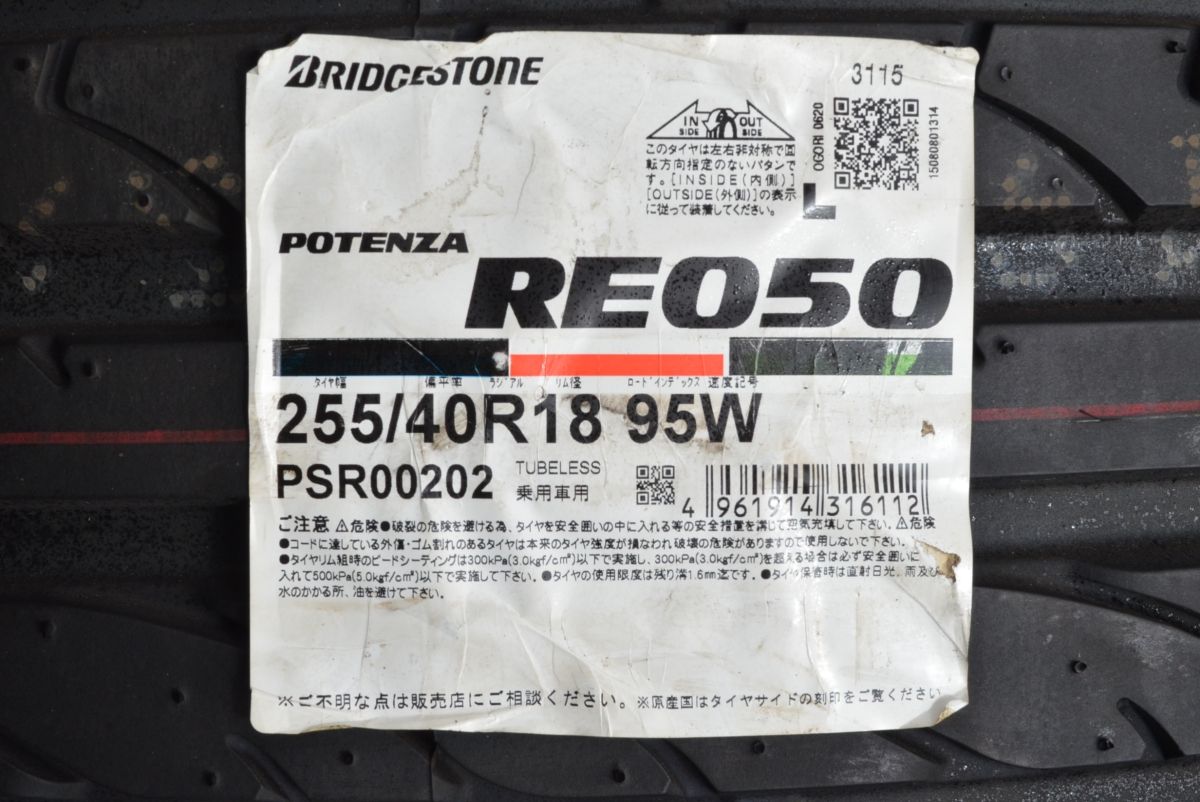 BRIDGESTONE
3115
IN SIDE
OUT SIDE
OGORI 0620
15080801314
このタイヤは左右非対称で回
転方向指定のないパタンで
す。[INSIDE(内側)]
[OUTSIDE(外側)]の表示
に従って装着してください。
L
POTENZA
RE050
タイヤ幅 偏平率 ラジアル リム径 ロードインデックス 速度記号
255/40R18 95W
PSR00202
TUBELESS
乗用車用
4 961914 316112
ご注意 ⚠危険●破裂の危険を避ける為、タイヤを安全囲いの中に入れる等の安全措置を講じて空気充填して下さい。⚠危険
●コードに達している外傷・ゴム割れのあるタイヤは本来のタイヤ強度が損なわれ破壊の危険がありますので使用しないで下さい。
●タイヤリム組時のビードシーティングは300kPa(3.0kgf/c㎡)以下で実施し、300kPa(3.0kgf/c㎡)を超える場合は必ず安全囲いに
入れて500kPa(5.0kgf/c㎡)以下で実施して下さい。●タイヤの使用限度は残り溝1.6mm迄です。●タイヤ保管時は直射日光、雨及び
水のかかる所、油を避けて下さい。
※ご不明な点は販売店にご相談ください。※原産国はタイヤサイドの刻印をご覧ください